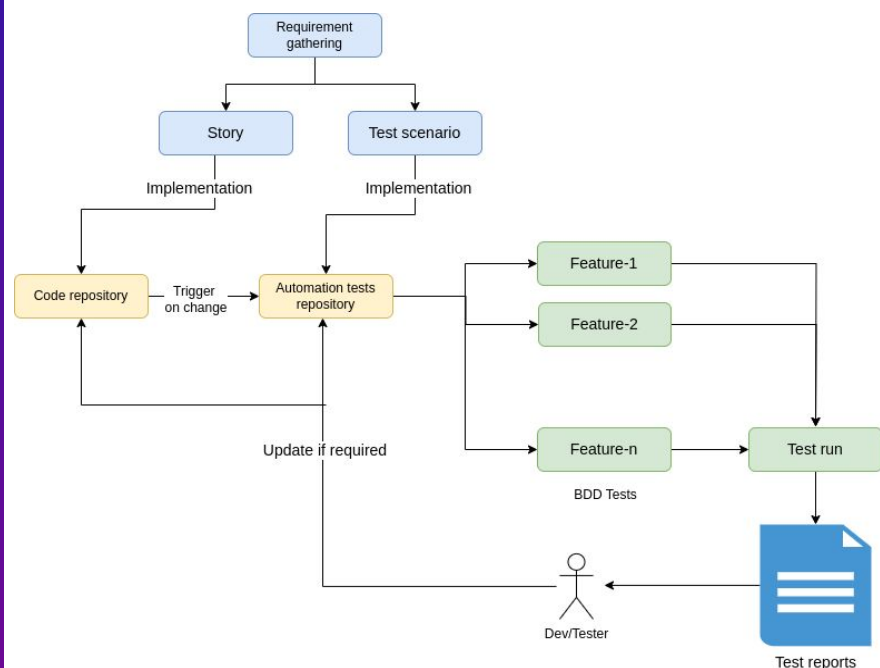 Requirement
gathering
Story
Test scenario
Implementation
Implementation
Code repository
Trigger
on change
Automation tests
repository
Feature-1
Feature-2
Feature-n
Test run
Update if required
BDD Tests
Dev/Tester
Test reports